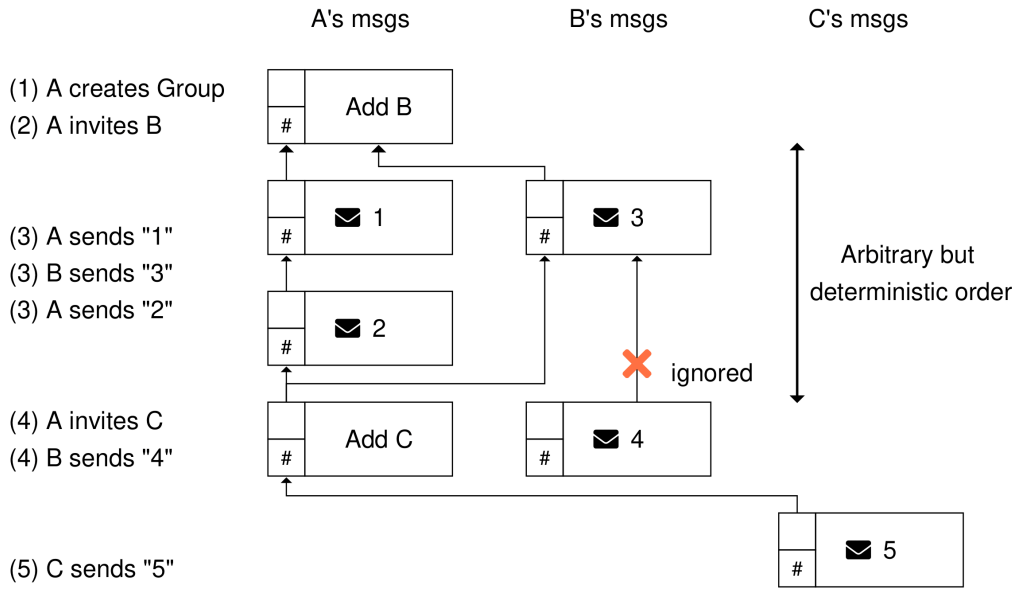 A's msgs B's msgs C's msgs
(1) A creates Group
(2) A invites B
Add B
#
(3) A sends "1"
(3) B sends "3"
(3) A sends "2"
1
#
3
#
2
#
Arbitrary but
deterministic order
ignored
(4) A invites C
(4) B sends "4"
Add C
#
4
#
(5) C sends "5"
5
#